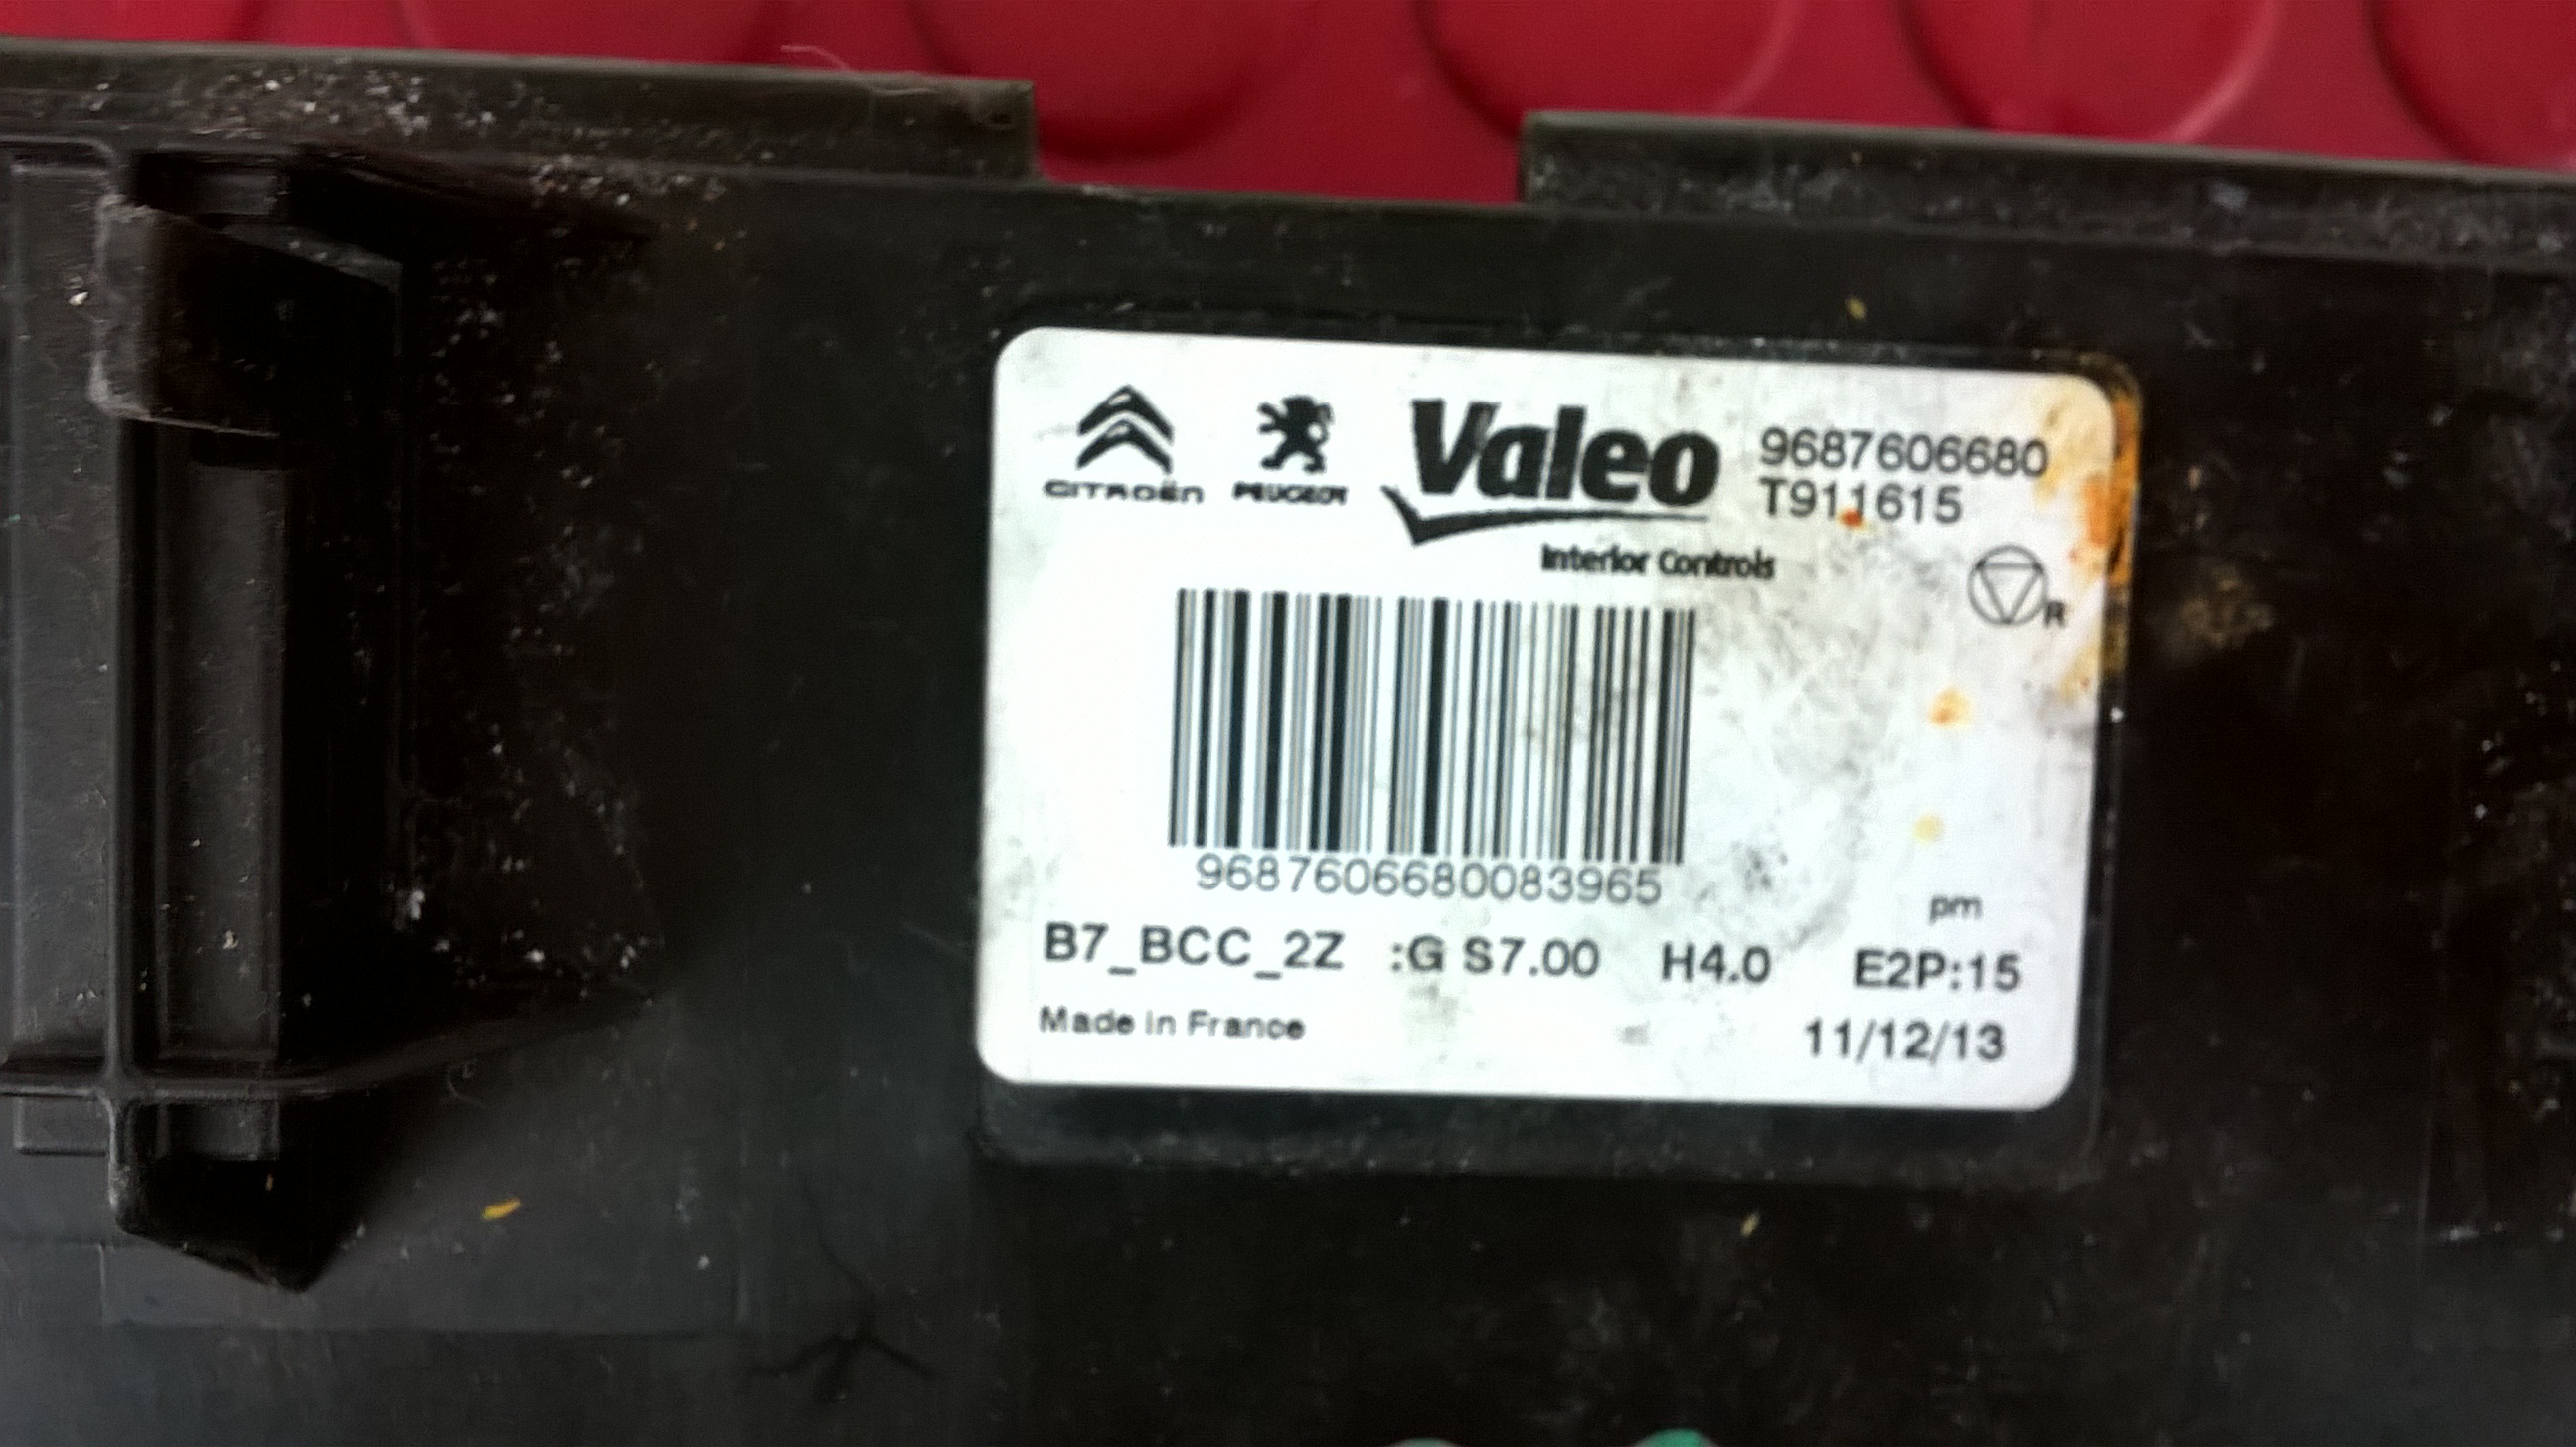 CITROËN PEUGEOT Valeo 9687606680
T911615
Interior Controls
R
9687606680083965
pm
B7_BCC_2Z :G S7.00 H4.0 E2P:15
Made in France
11/12/13